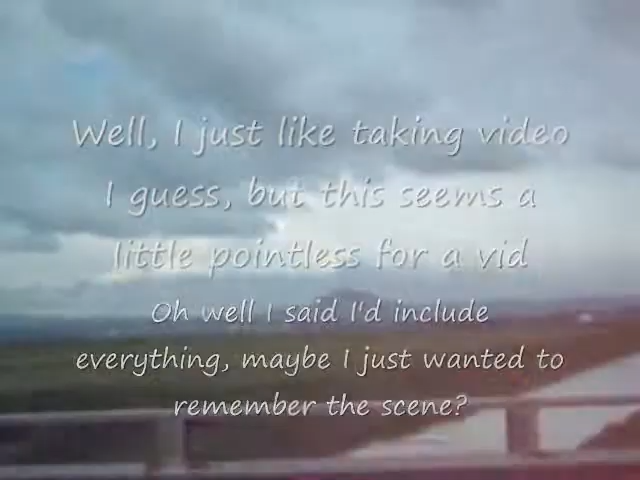 Well, I just like taking video
I guess, but this seems a
little pointless for a vid
Oh well I said I'd include
everything, maybe I just wanted to
remember the scene?